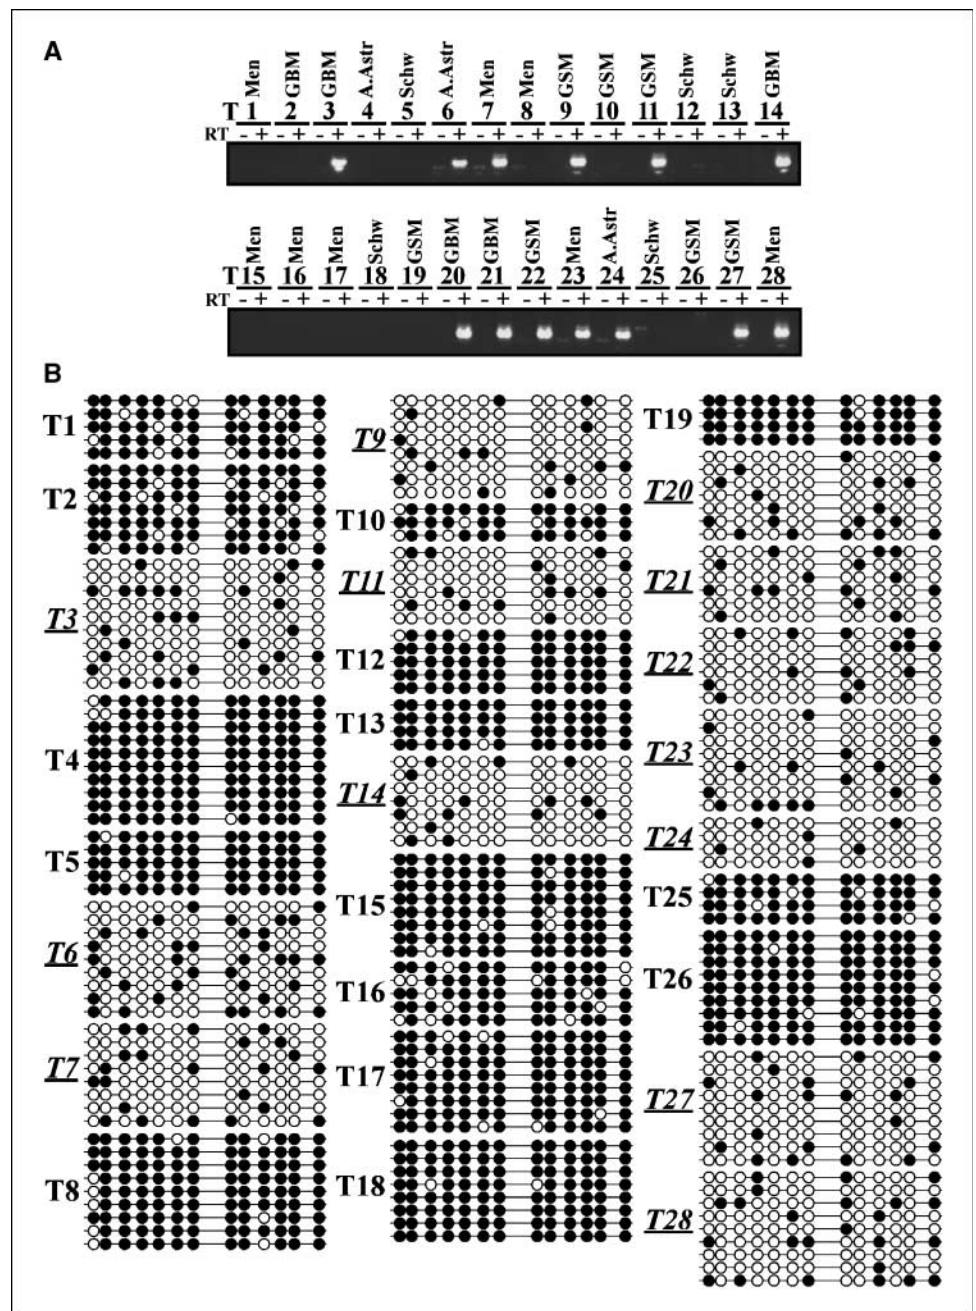 A
Men GBM GBM A.Astr Schw A.Astr Men Men GSM GSM GSM Schw Schw GBM
T 1 2 3 4 5 6 7 8 9 10 11 12 13 14
RT - + - + - + - + - + - + - + - + - + - + - + - + - + - +
Men Men Men Schw GSM GBM GBM GSM Men A.Astr Schw GSM GSM Men
T15 16 17 18 19 20 21 22 23 24 25 26 27 28
RT - + - + - + - + - + - + - + - + - + - + - + - + - + - +
B
T1
T2
T3
T4
T5
T6
T7
T8
T9
T10
T11
T12
T13
T14
T15
T16
T17
T18
T19
T20
T21
T22
T23
T24
T25
T26
T27
T28